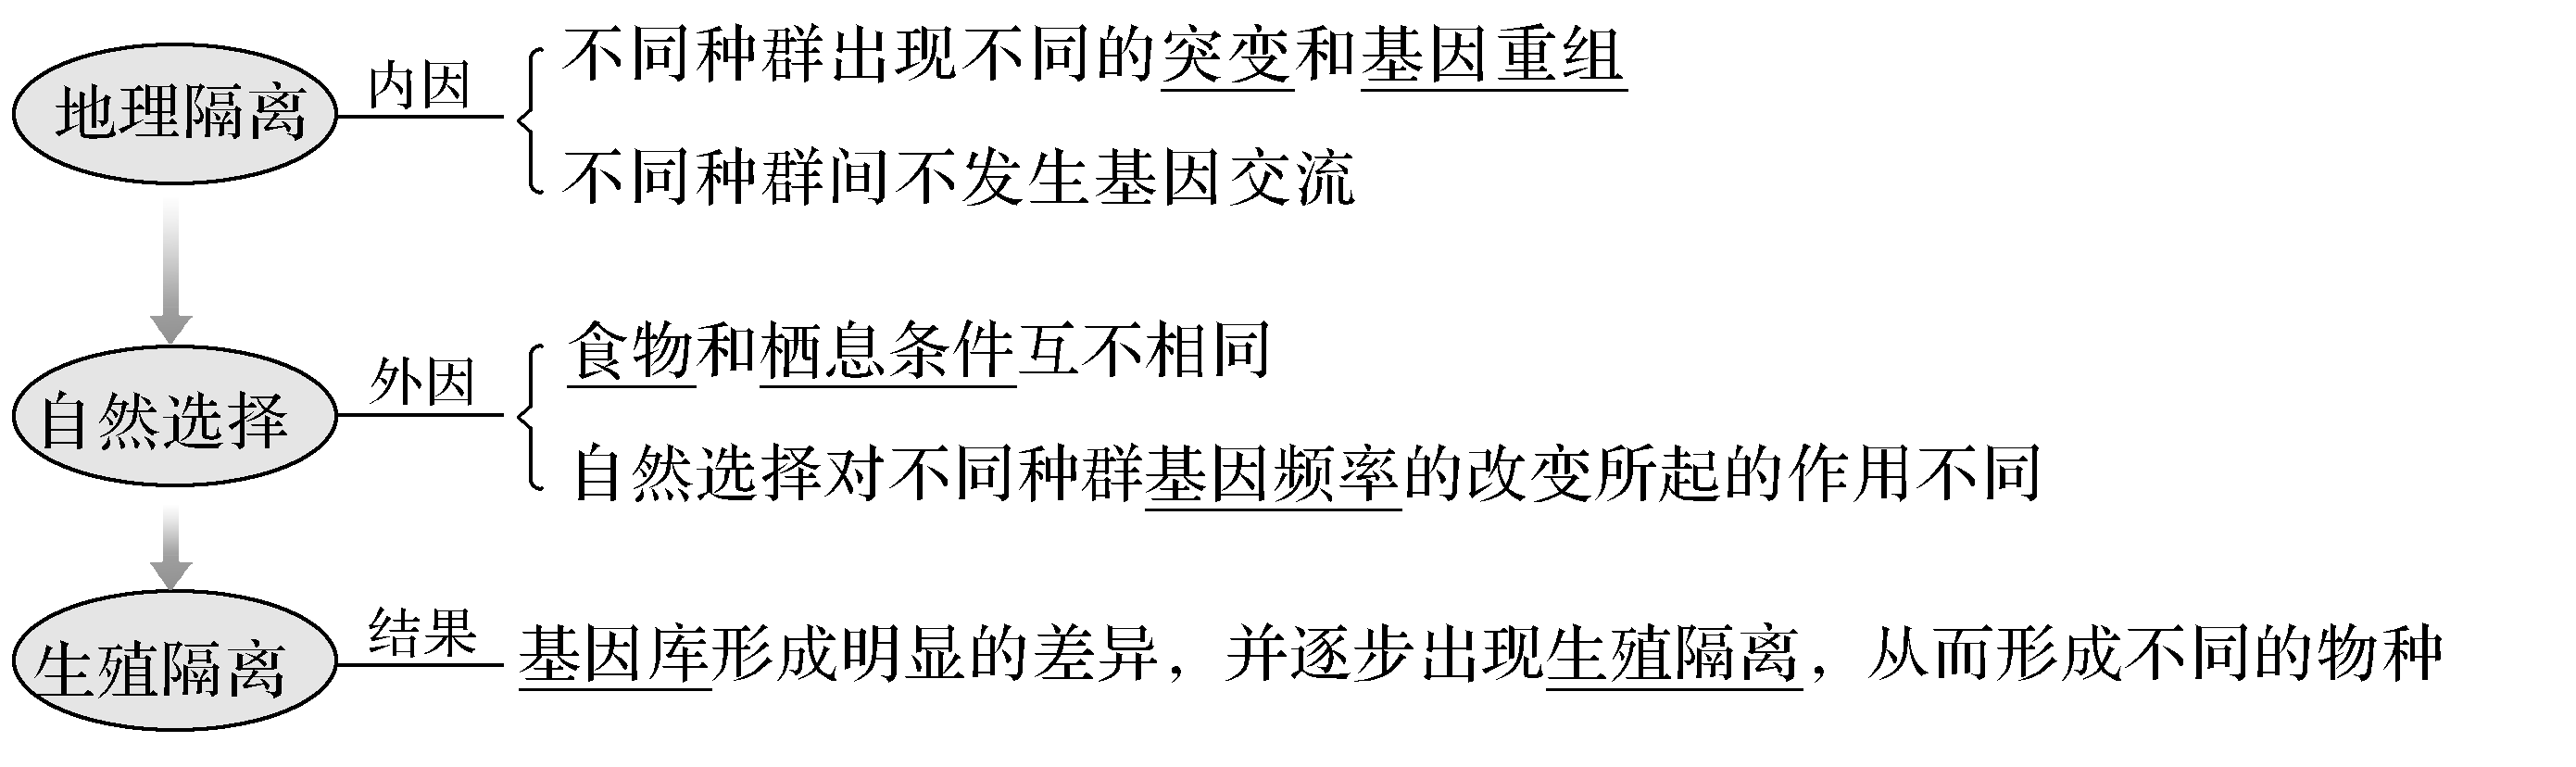 不同种群出现不同的突变和基因重组
地理隔离
内因
不同种群间不发生基因交流
食物和栖息条件互不相同
自然选择
外因
自然选择对不同种群基因频率的改变所起的作用不同
生殖隔离
结果
基因库形成明显的差异，并逐步出现生殖隔离，从而形成不同的物种